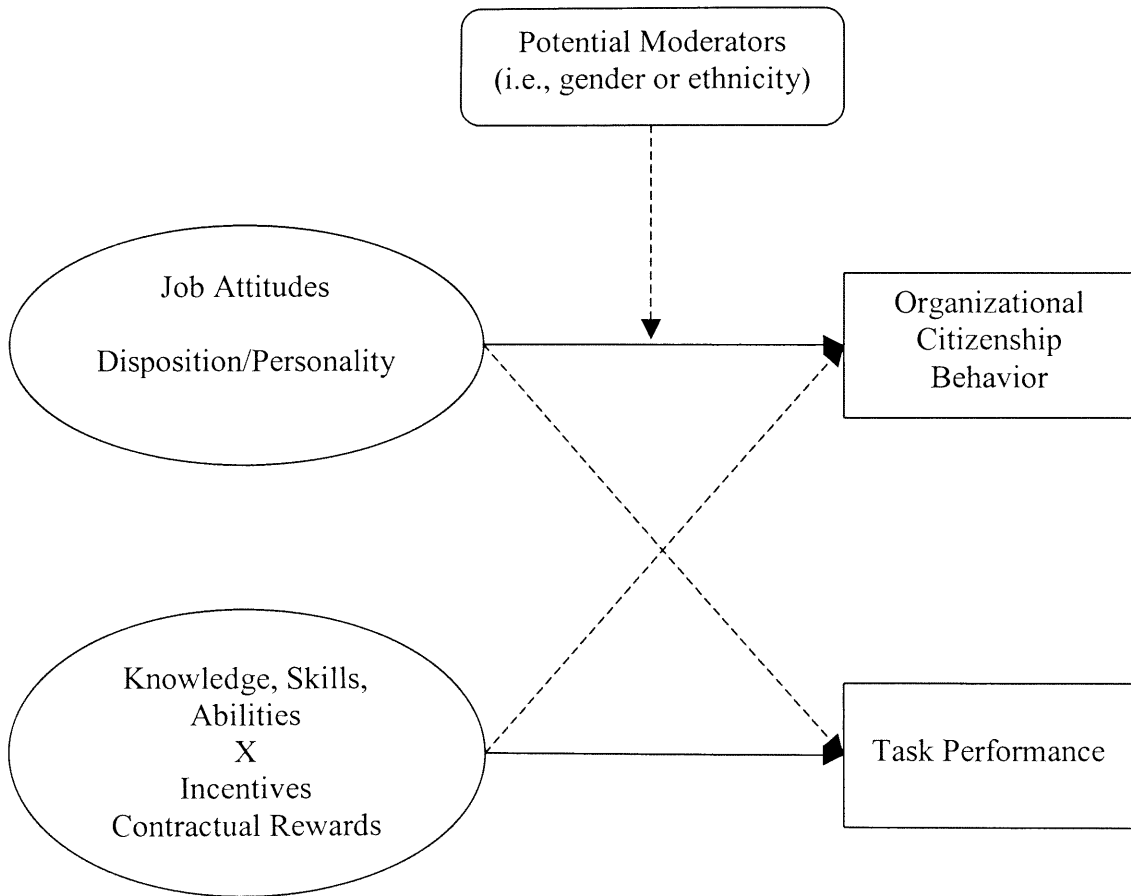 Potential Moderators
(i.e., gender or ethnicity)
Job Attitudes
Disposition/Personality
Organizational
Citizenship
Behavior
Knowledge, Skills,
Abilities
X
Incentives
Contractual Rewards
Task Performance